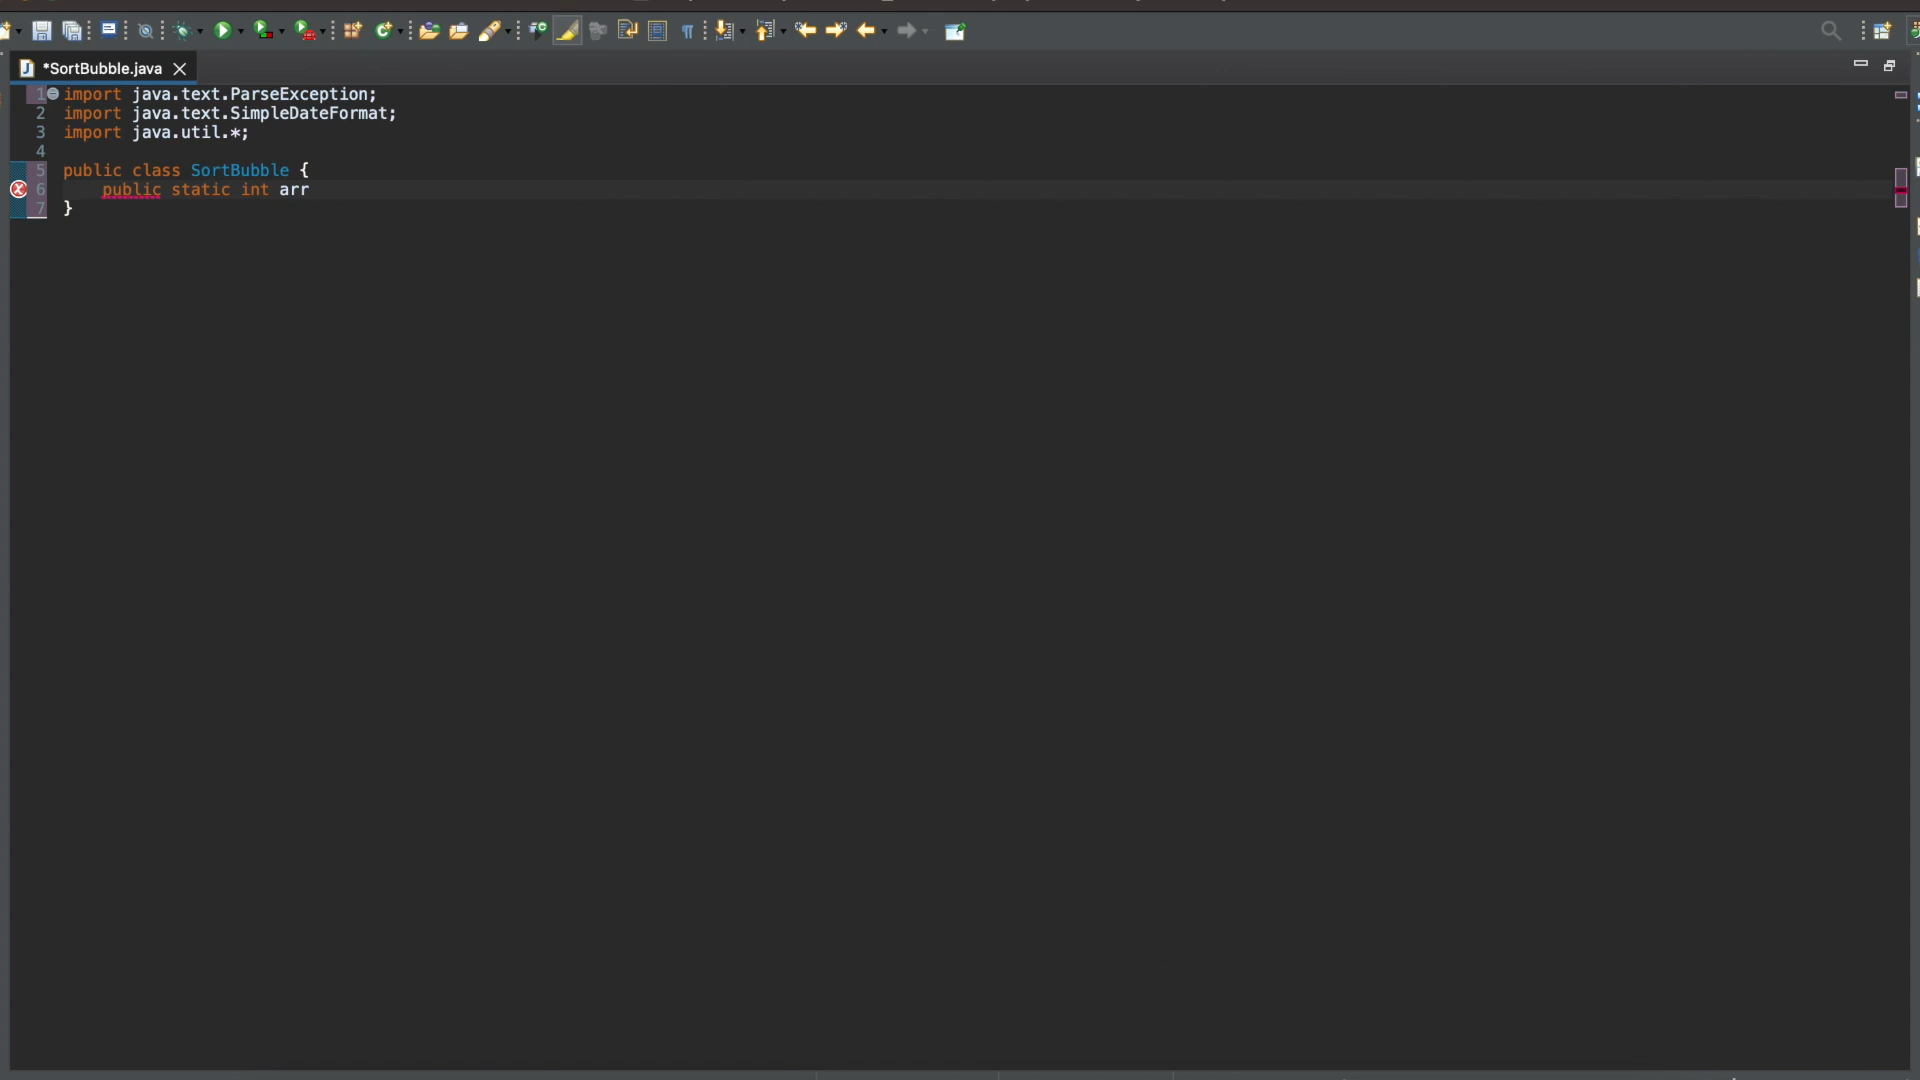 *SortBubble.java
1 import java.text.ParseException;
2 import java.text.SimpleDateFormat;
3 import java.util.*;
4
5 public class SortBubble {
6 public static int arr
7 }